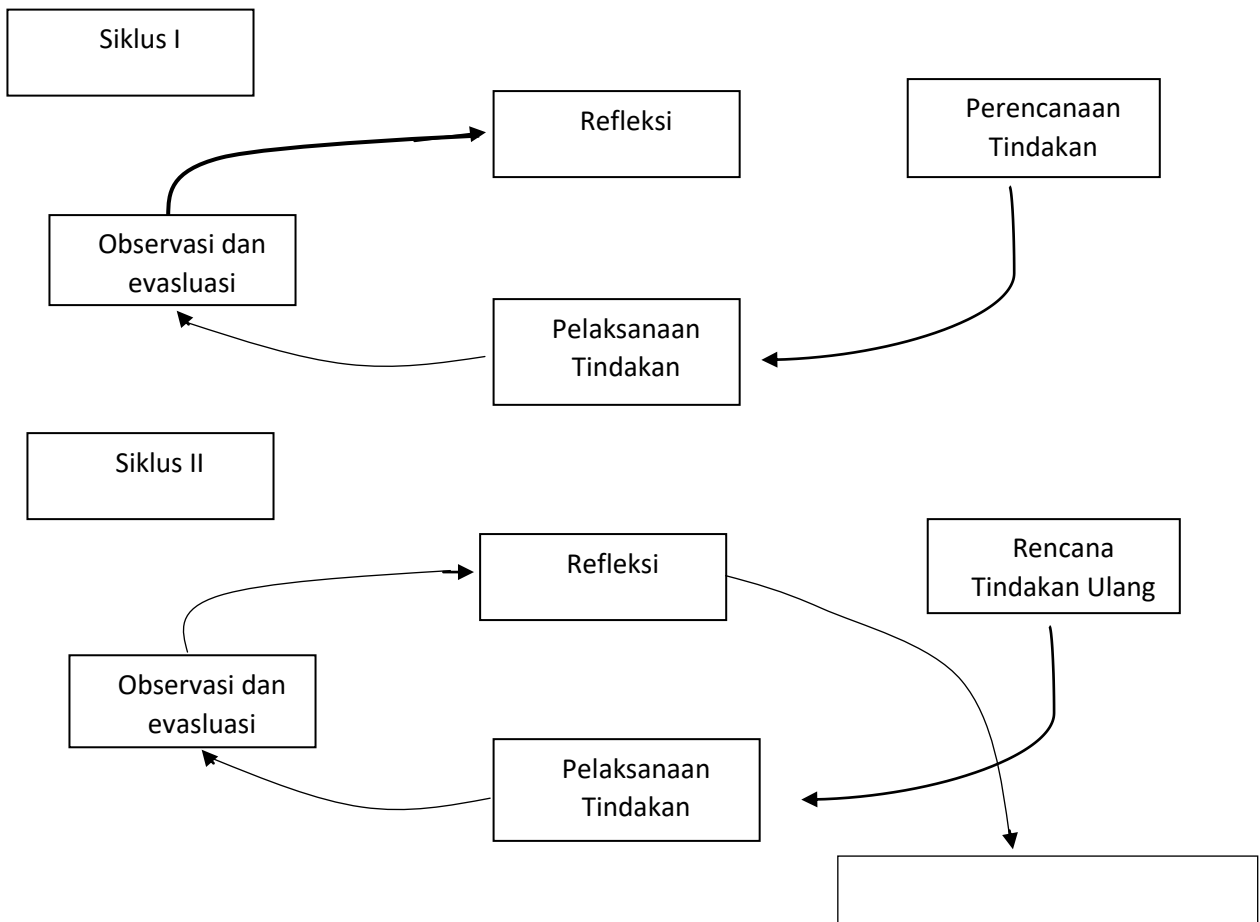 Siklus I
Refleksi
Perencanaan
Tindakan
Observasi dan
evasluasi
Pelaksanaan
Tindakan
Siklus II
Refleksi
Rencana
Tindakan Ulang
Observasi dan
evasluasi
Pelaksanaan
Tindakan